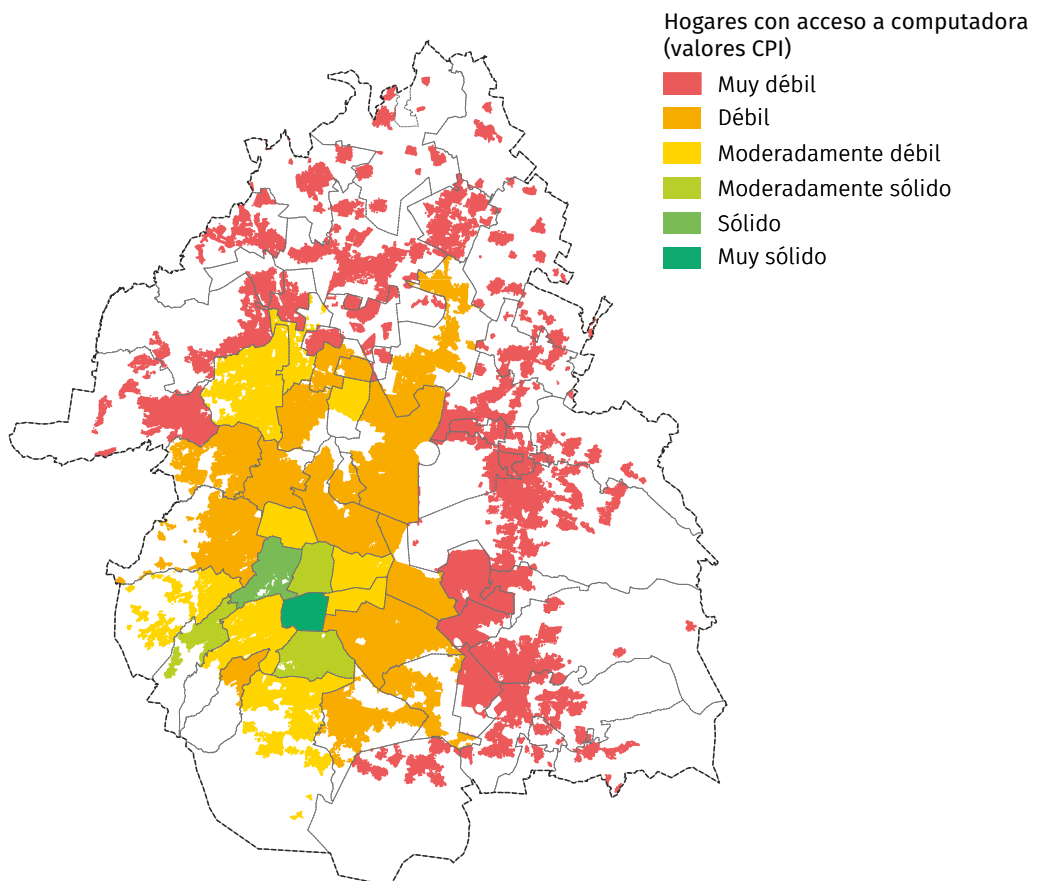 Hogares con acceso a computadora
(valores CPI)
Muy débil
Débil
Moderadamente débil
Moderadamente sólido
Sólido
Muy sólido